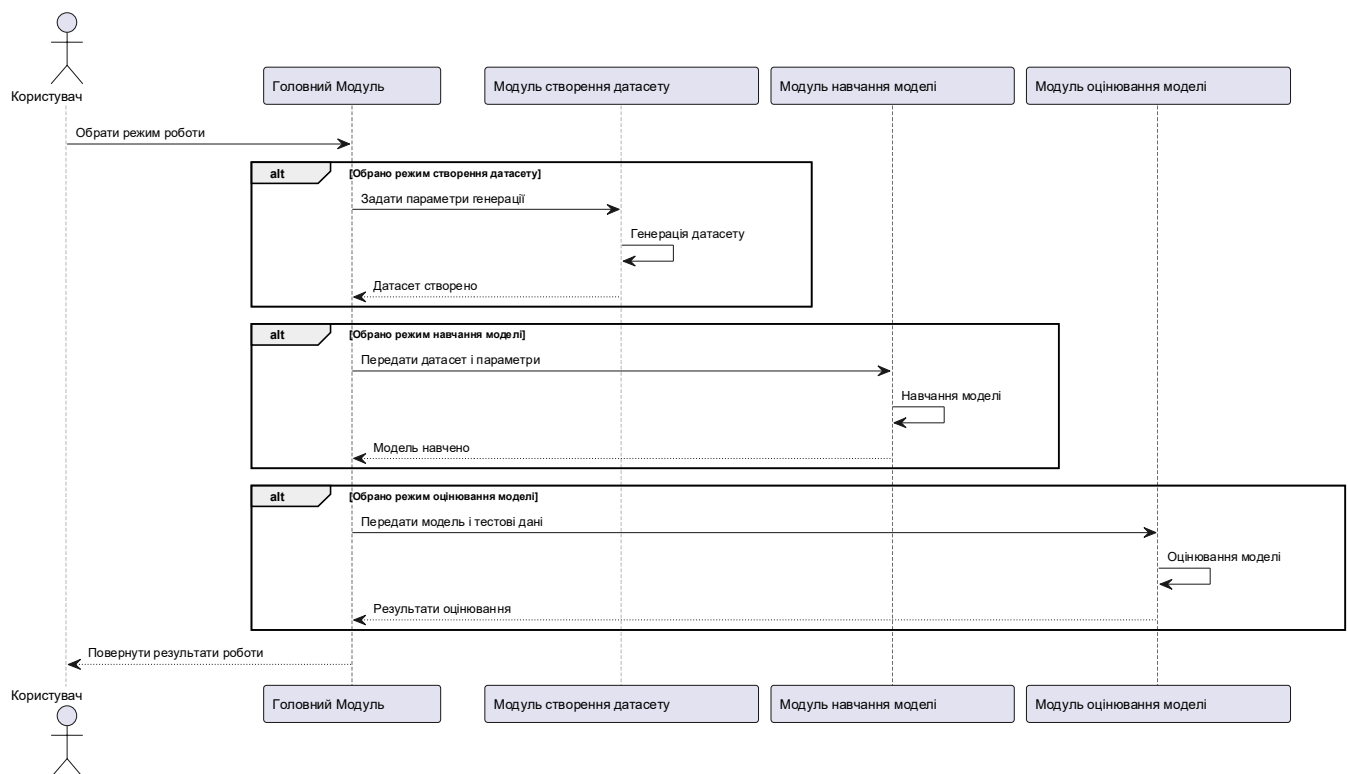 Користувач
Головний Модуль
Модуль створення датасету
Модуль навчання моделі
Модуль оцінювання моделі
Обрати режим роботи
alt [Обрано режим створення датасету]
Задати параметри генерації
Генерація датасету
Датасет створено
alt [Обрано режим навчання моделі]
Передати датасет і параметри
Навчання моделі
Модель навчено
alt [Обрано режим оцінювання моделі]
Передати модель і тестові дані
Оцінювання моделі
Результати оцінювання
Повернути результати роботи
Користувач
Головний Модуль
Модуль створення датасету
Модуль навчання моделі
Модуль оцінювання моделі